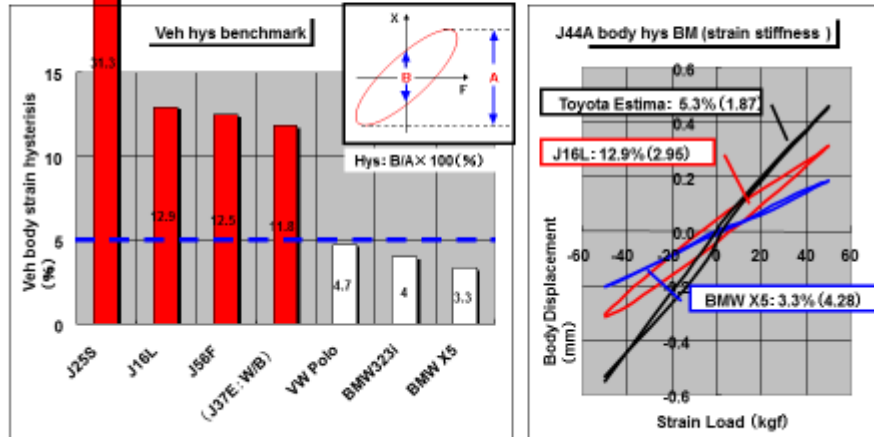 Veh hys benchmark
Veh body strain hysterisis
(%)
15
10
5
0
31.3
12.9
12.5
11.8
4.7
4
3.3
J25S
J16L
J56F
(J37E:W/B)
VW Polo
BMW323i
BMW X5
X
B
F
A
Hys: B/A×100(%)
J44A body hys BM (strain stiffness )
Body Displacement
(mm)
0.6
0.4
0.2
0.0
-0.2
-0.4
-0.6
-60
-40
-20
20
40
60
Toyota Estima: 5.3%(1.87)
J16L: 12.9%(2.95)
BMW X5: 3.3%(4.28)
Strain Load (kgf)